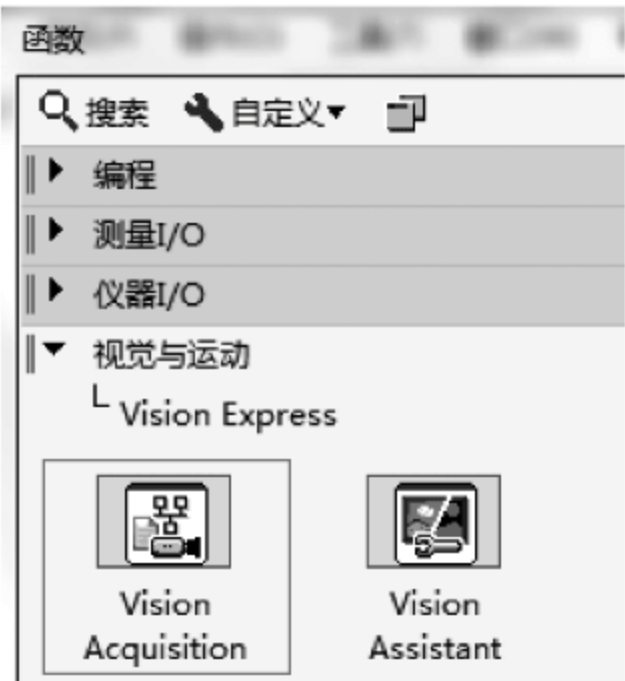 函数
搜索 自定义
编程
测量I/O
仪器I/O
视觉与运动
Vision Express
Vision Acquisition
Vision Assistant